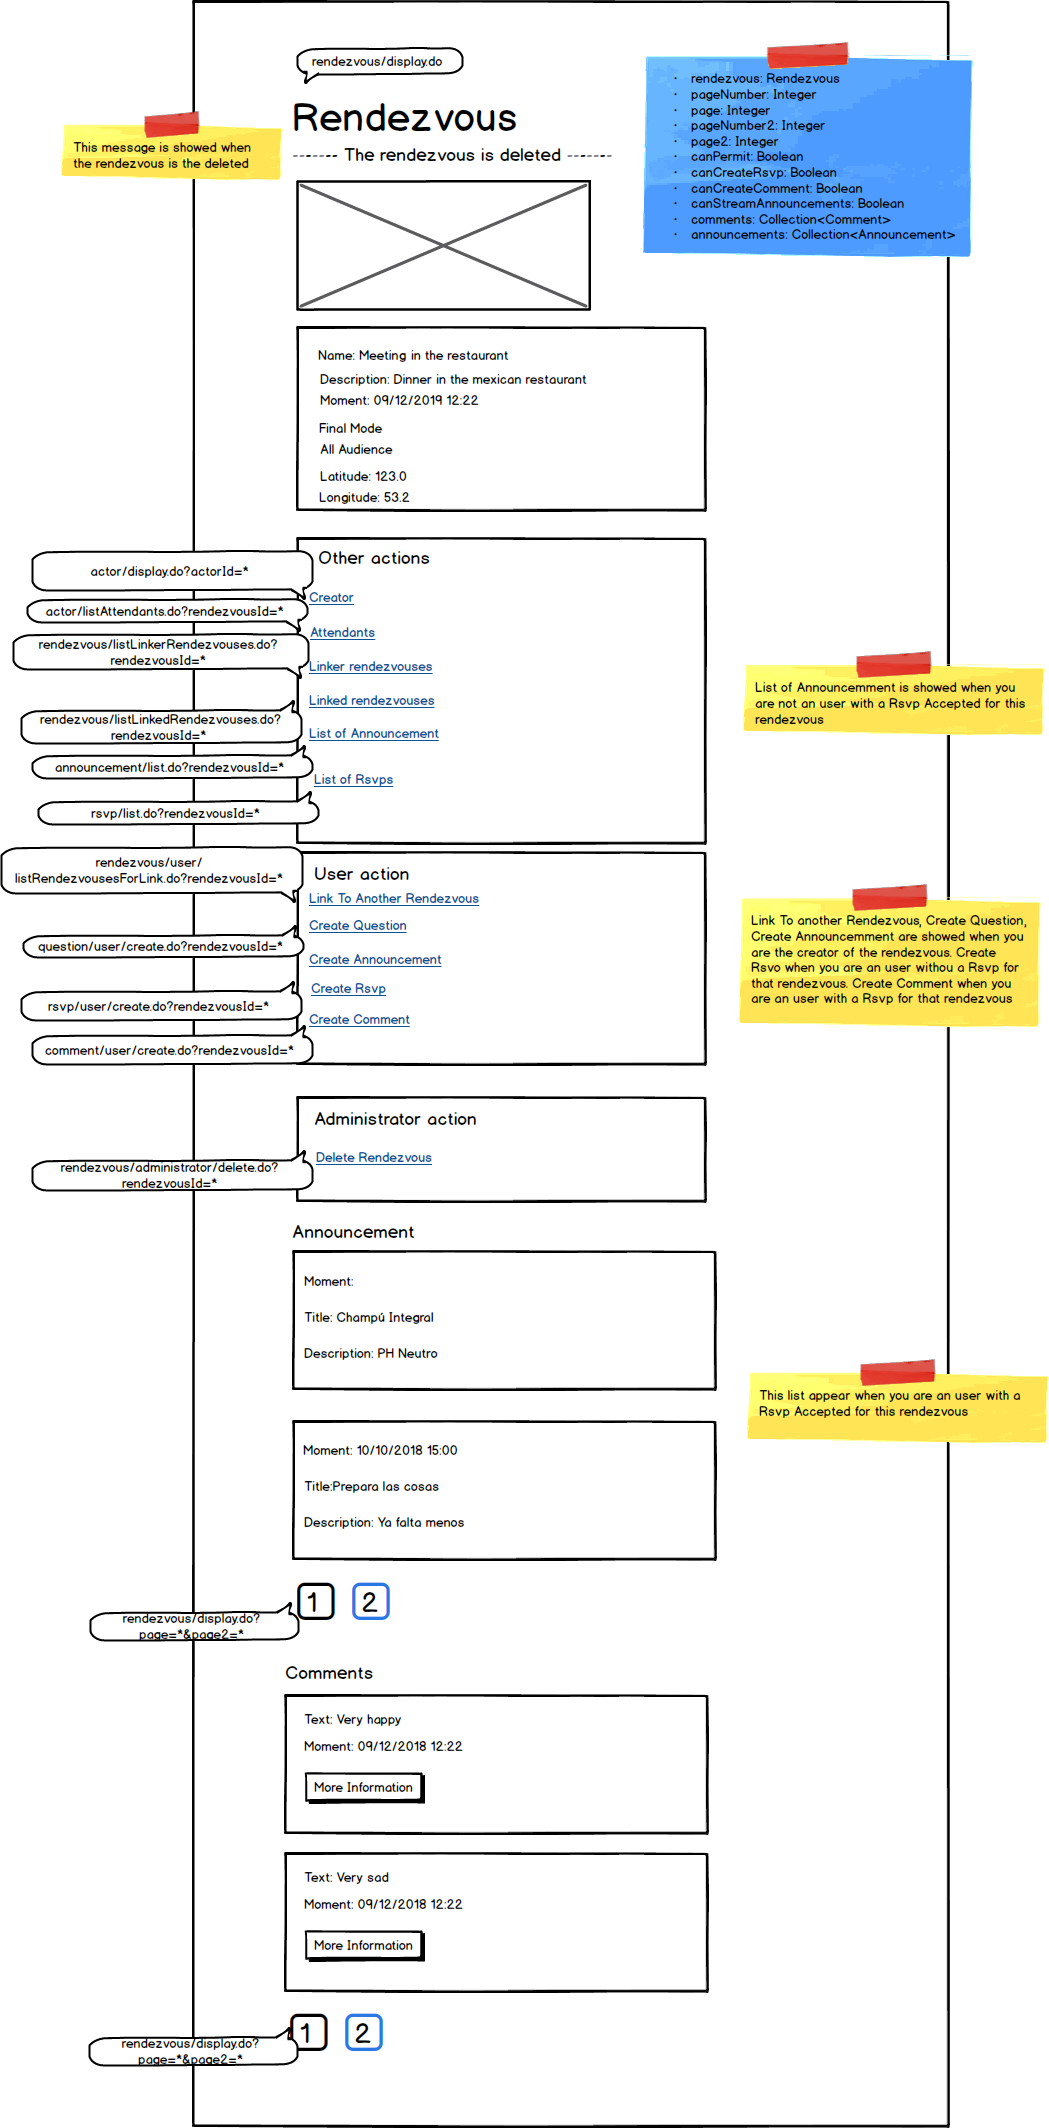 rendezvous/display.do
Rendezvous
------ The rendezvous is deleted ------
This message is showed when
the rendezvous is the deleted
· rendezvous: Rendezvous
· pageNumber: Integer
· page: Integer
· pageNumber2: Integer
· page2: Integer
· canPermit: Boolean
· canCreateRsvp: Boolean
· canCreateComment: Boolean
· canStreamAnnouncements: Boolean
· comments: Collection<Comment>
· announcements: Collection<Announcement>
Name: Meeting in the restaurant
Description: Dinner in the mexican restaurant
Moment: 09/12/2019 12:22
Final Mode
All Audience
Latitude: 123.0
Longitude: 53.2
Other actions
actor/display.do?actorId=*
Creator
actor/listAttendants.do?rendezvousId=*
Attendants
rendezvous/listLinkerRendezvouses.do?
rendezvousId=*
Linker rendezvouses
Linked rendezvouses
rendezvous/listLinkedRendezvouses.do?
rendezvousId=*
List of Announcement
announcement/list.do?rendezvousId=*
List of Rsvps
rsvp/list.do?rendezvousId=*
List of Announcemment is showed when you
are not an user with a Rsvp Accepted for this
rendezvous
User action
rendezvous/user/
listRendezvousesForLink.do?rendezvousId=*
Link To Another Rendezvous
Create Question
question/user/create.do?rendezvousId=*
Create Announcement
Create Rsvp
rsvp/user/create.do?rendezvousId=*
Create Comment
comment/user/create.do?rendezvousId=*
Link To another Rendezvous, Create Question,
Create Announcemment are showed when you
are the creator of the rendezvous. Create
Rsvo when you are an user withou a Rsvp for
that rendezvous. Create Comment when you
are an user with a Rsvp for that rendezvous
Administrator action
Delete Rendezvous
rendezvous/administrator/delete.do?
rendezvousId=*
Announcement
Moment:
Title: Champú Integral
Description: PH Neutro
This list appear when you are an user with a
Rsvp Accepted for this rendezvous
Moment: 10/10/2018 15:00
Title:Prepara las cosas
Description: Ya falta menos
1 2
rendezvous/display.do?
page=*&page2=*
Comments
Text: Very happy
Moment: 09/12/2018 12:22
More Information
Text: Very sad
Moment: 09/12/2018 12:22
More Information
1 2
rendezvous/display.do?
page=*&page2=*